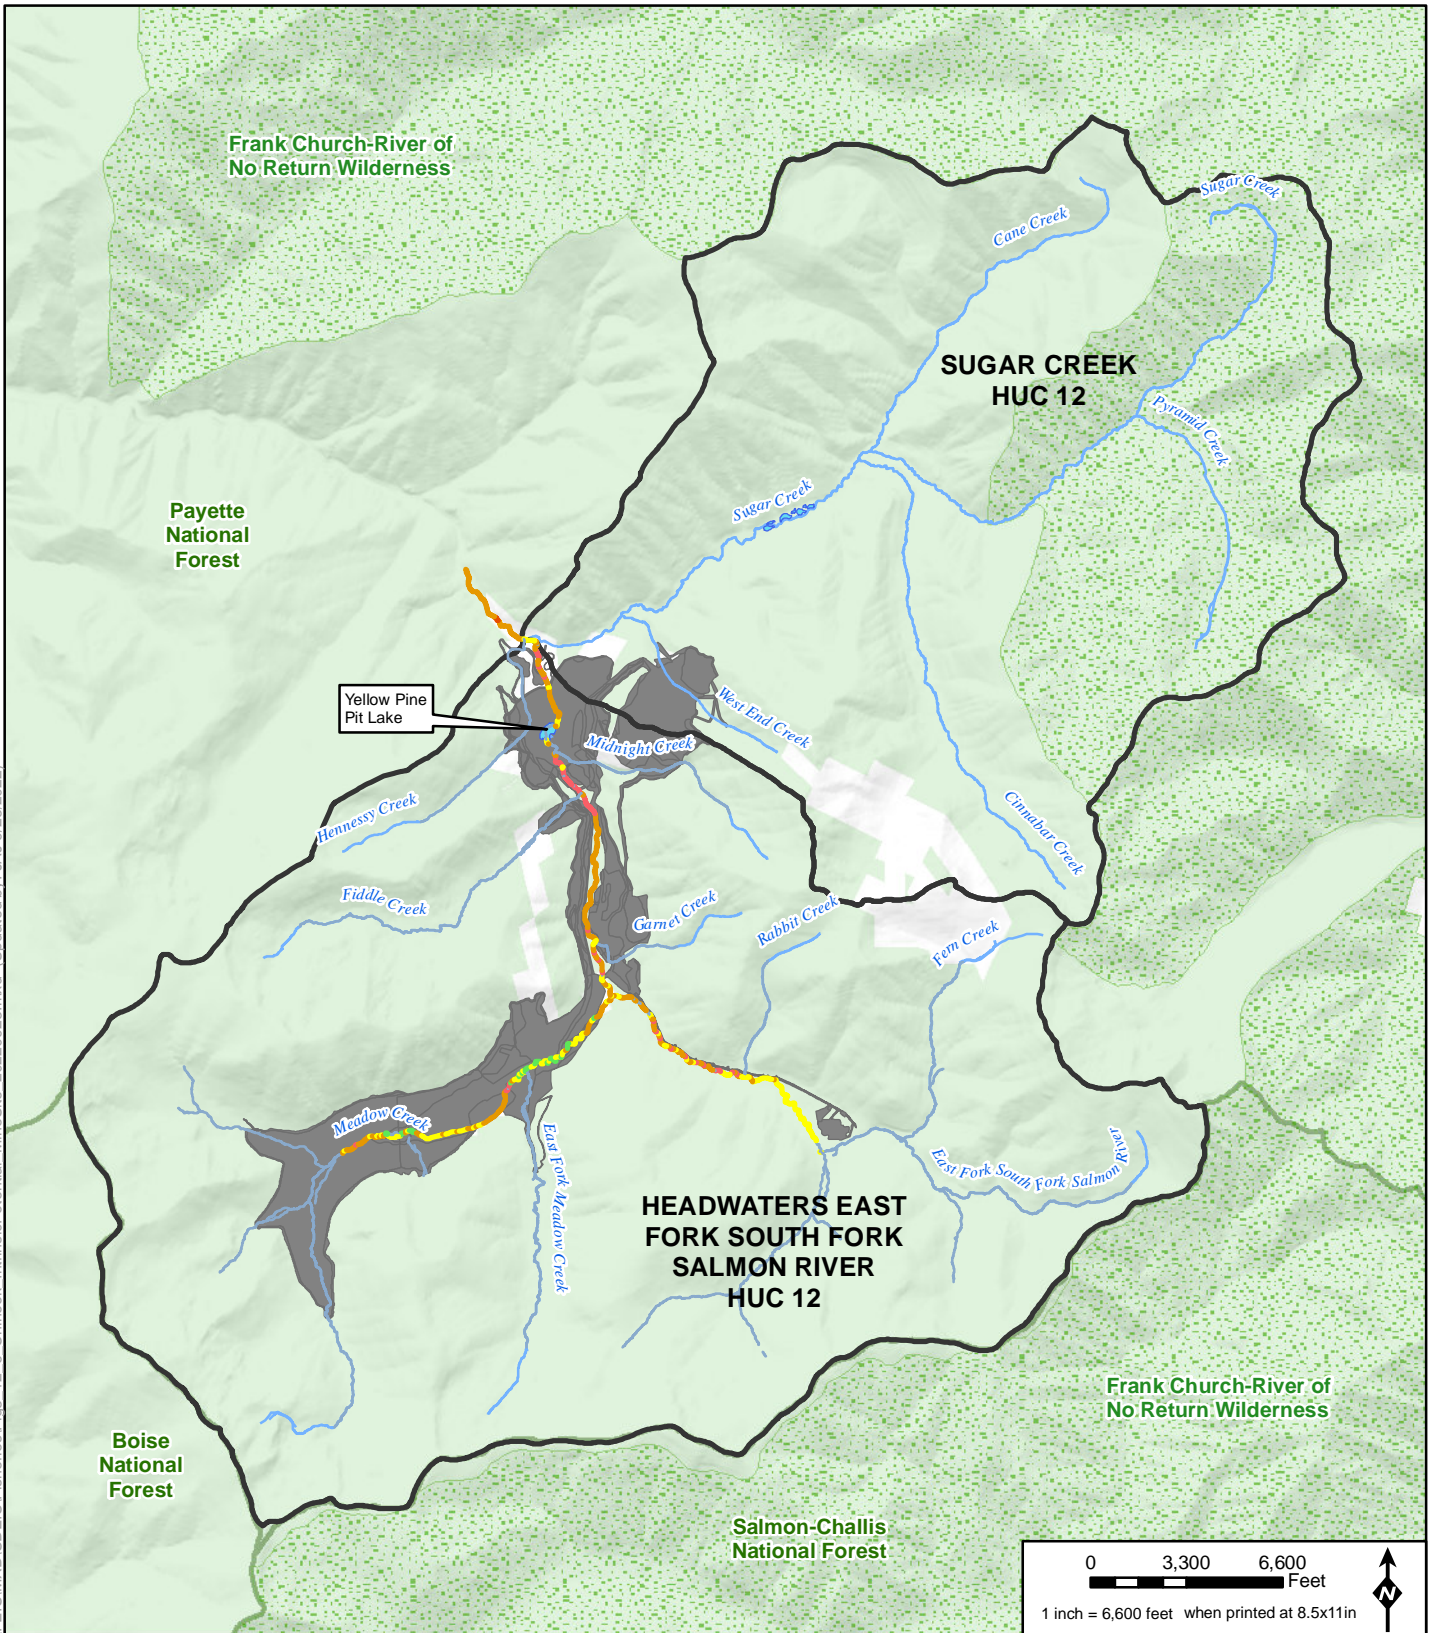 Frank Church-River of
No Return Wilderness
Sugar Creek
Cane Creek
SUGAR CREEK
HUC 12
Pyramid Creek
Sugar Creek
Payette
National
Forest
Yellow Pine
Pit Lake
West End Creek
Midnight Creek
Hennessy Creek
Cinnabar Creek
Fiddle Creek
Garnet Creek
Rabbit Creek
Fern Creek
Meadow Creek
East Fork Meadow Creek
East Fork South Fork Salmon River
HEADWATERS EAST
FORK SOUTH FORK
SALMON RIVER
HUC 12
Frank Church-River of
No Return Wilderness
Boise
National
Forest
Salmon-Challis
National Forest
0 3,300 6,600
Feet
1 inch = 6,600 feet when printed at 8.5x11in
N